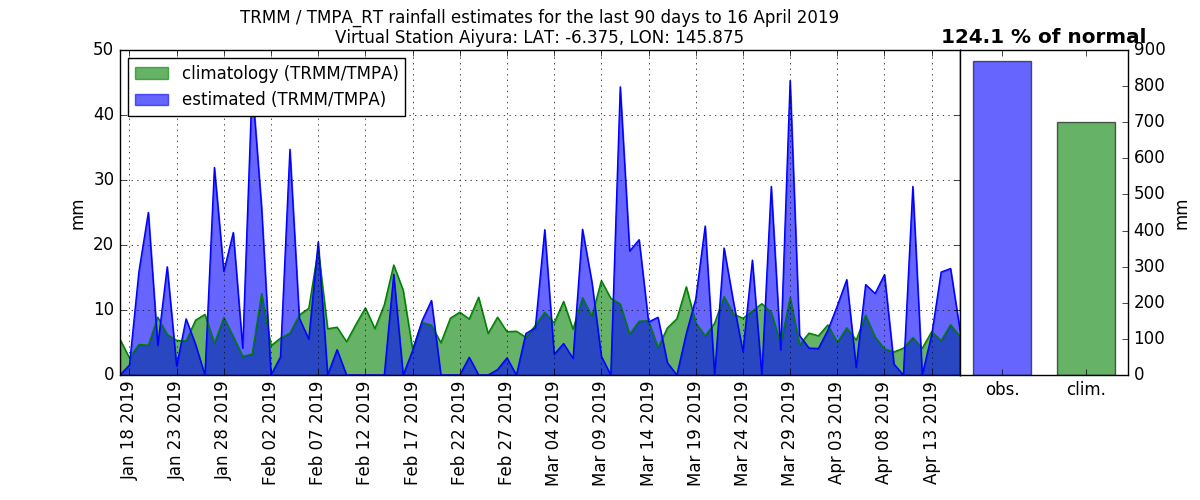 TRMM / TMPA_RT rainfall estimates for the last 90 days to 16 April 2019
Virtual Station Aiyura: LAT: -6.375, LON: 145.875
124.1 % of normal
climatology (TRMM/TMPA)
estimated (TRMM/TMPA)
50
40
30
20
10
0
mm
Jan 18 2019
Jan 23 2019
Jan 28 2019
Feb 02 2019
Feb 07 2019
Feb 12 2019
Feb 17 2019
Feb 22 2019
Feb 27 2019
Mar 04 2019
Mar 09 2019
Mar 14 2019
Mar 19 2019
Mar 24 2019
Mar 29 2019
Apr 03 2019
Apr 08 2019
Apr 13 2019
obs.
clim.
900
800
700
600
500
400
300
200
100
0
mm